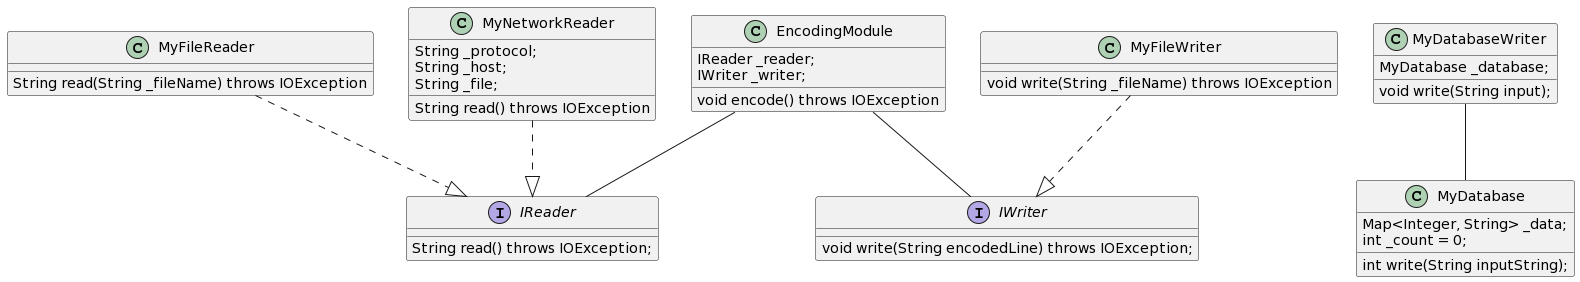 C MyFileReader
String read(String _fileName) throws IOException
C MyNetworkReader
String _protocol;
String _host;
String _file;
String read() throws IOException
C EncodingModule
IReader _reader;
IWriter _writer;
void encode() throws IOException
C MyFileWriter
void write(String _fileName) throws IOException
C MyDatabaseWriter
MyDatabase _database;
void write(String input);
I IReader
String read() throws IOException;
I IWriter
void write(String encodedLine) throws IOException;
C MyDatabase
Map<Integer, String> _data;
int _count = 0;
int write(String inputString);